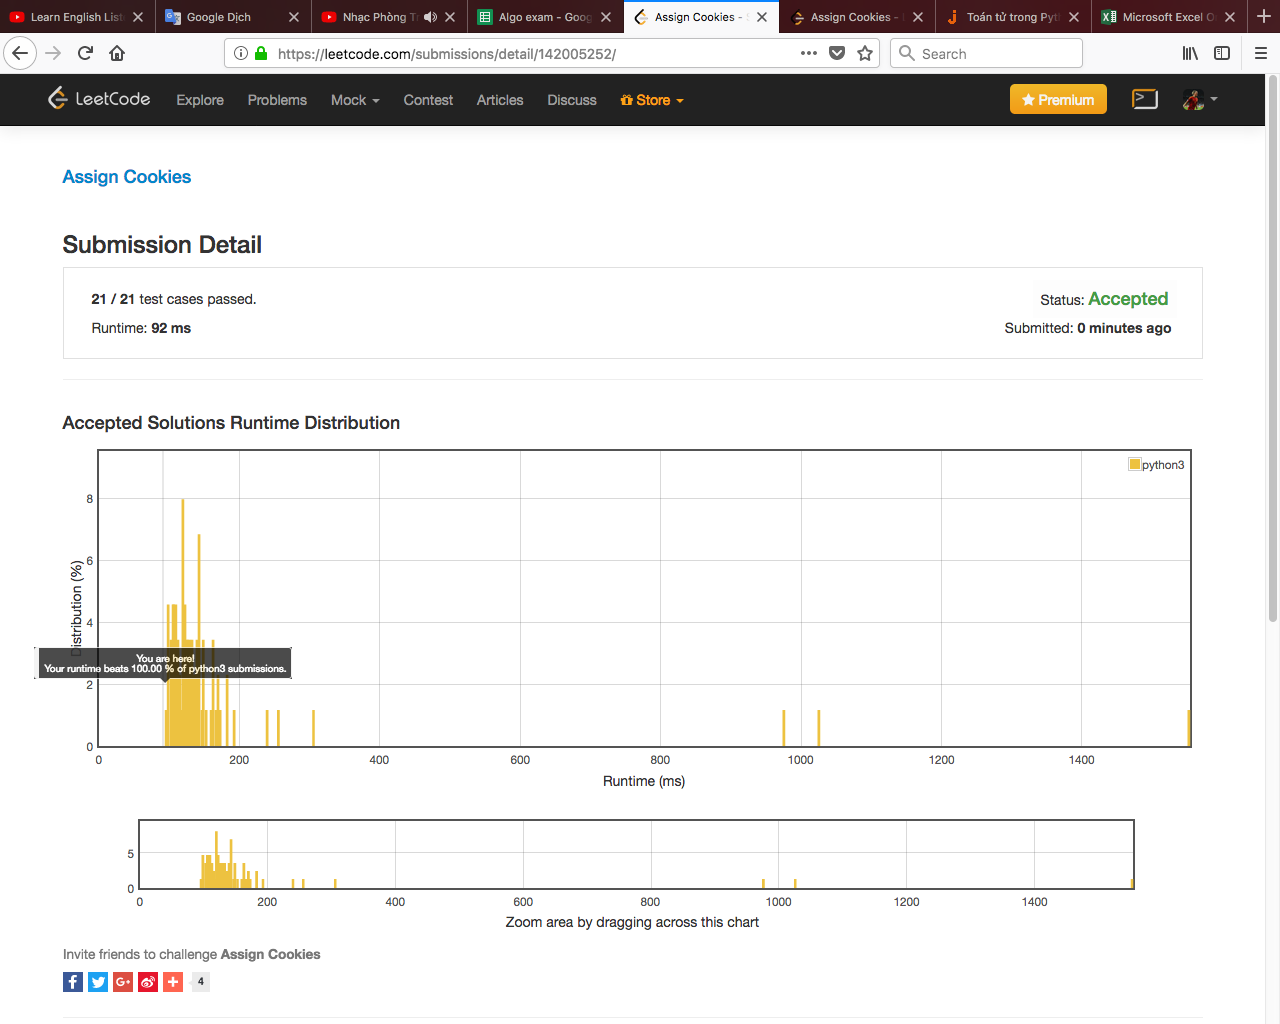 Learn English List
Google Dịch
Nhạc Phòng Tr
Algo exam - Goog
Assign Cookies - S
Assign Cookies -
Toán tử trong Pyt
Microsoft Excel O
https://leetcode.com/submissions/detail/142005252/
Search
LeetCode
Explore
Problems
Mock
Contest
Articles
Discuss
Store
Premium
Assign Cookies
Submission Detail
21 / 21 test cases passed.
Status: Accepted
Runtime: 92 ms
Submitted: 0 minutes ago
Accepted Solutions Runtime Distribution
python3
8
6
4
2
0
Distribution (%)
You are here!
Your runtime beats 100.00 % of python3 submissions.
0 200 400 600 800 1000 1200 1400
Runtime (ms)
5
0
0 200 400 600 800 1000 1200 1400
Zoom area by dragging across this chart
Invite friends to challenge Assign Cookies
4